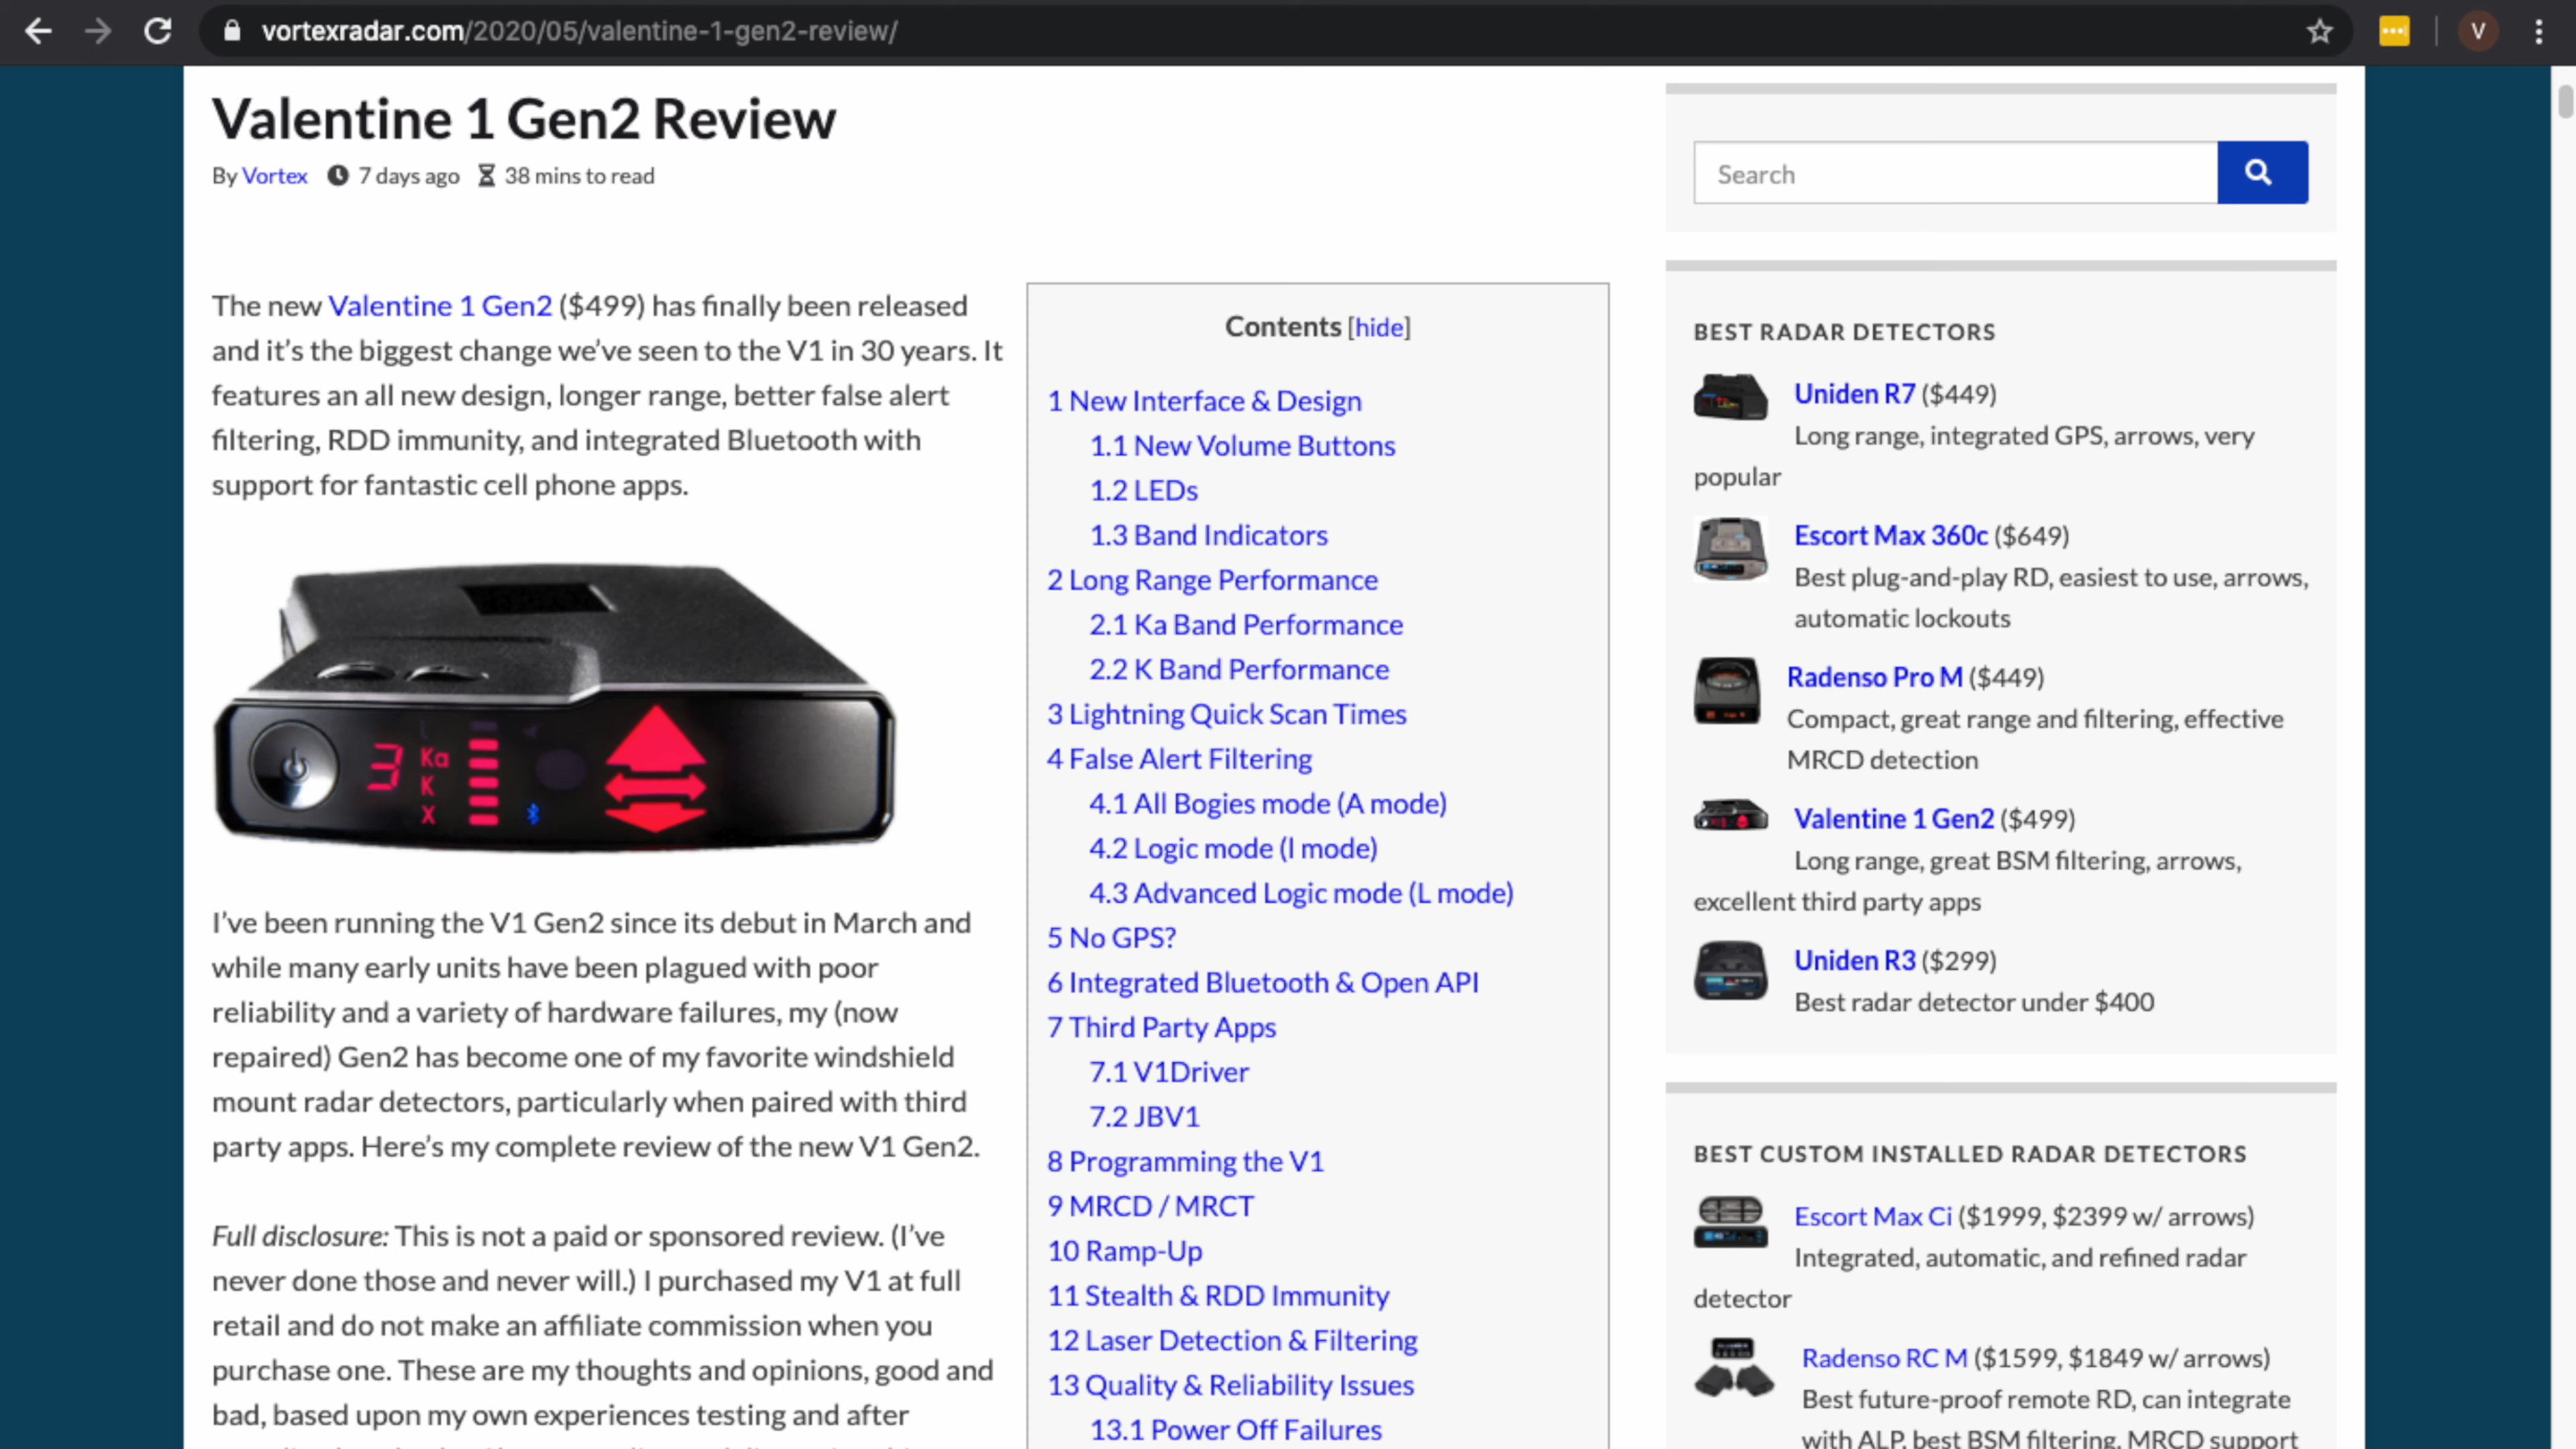 vortexradar.com/2020/05/valentine-1-gen2-review/
V
Valentine 1 Gen2 Review
By Vortex 7 days ago 38 mins to read
The new Valentine 1 Gen2 ($499) has finally been released
and it’s the biggest change we’ve seen to the V1 in 30 years. It
features an all new design, longer range, better false alert
filtering, RDD immunity, and integrated Bluetooth with
support for fantastic cell phone apps.
3
L
Ka
K
X
I’ve been running the V1 Gen2 since its debut in March and
while many early units have been plagued with poor
reliability and a variety of hardware failures, my (now
repaired) Gen2 has become one of my favorite windshield
mount radar detectors, particularly when paired with third
party apps. Here’s my complete review of the new V1 Gen2.
Full disclosure: This is not a paid or sponsored review. (I’ve
never done those and never will.) I purchased my V1 at full
retail and do not make an affiliate commission when you
purchase one. These are my thoughts and opinions, good and
bad, based upon my own experiences testing and after
Contents [hide]
1 New Interface & Design
1.1 New Volume Buttons
1.2 LEDs
1.3 Band Indicators
2 Long Range Performance
2.1 Ka Band Performance
2.2 K Band Performance
3 Lightning Quick Scan Times
4 False Alert Filtering
4.1 All Bogies mode (A mode)
4.2 Logic mode (l mode)
4.3 Advanced Logic mode (L mode)
5 No GPS?
6 Integrated Bluetooth & Open API
7 Third Party Apps
7.1 V1Driver
7.2 JBV1
8 Programming the V1
9 MRCD / MRCT
10 Ramp-Up
11 Stealth & RDD Immunity
12 Laser Detection & Filtering
13 Quality & Reliability Issues
13.1 Power Off Failures
Search
BEST RADAR DETECTORS
Uniden R7 ($449)
Long range, integrated GPS, arrows, very
popular
Escort Max 360c ($649)
Best plug-and-play RD, easiest to use, arrows,
automatic lockouts
Radenso Pro M ($449)
Compact, great range and filtering, effective
MRCD detection
Valentine 1 Gen2 ($499)
Long range, great BSM filtering, arrows,
excellent third party apps
Uniden R3 ($299)
Best radar detector under $400
BEST CUSTOM INSTALLED RADAR DETECTORS
Escort Max Ci ($1999, $2399 w/ arrows)
Integrated, automatic, and refined radar
detector
Radenso RC M ($1599, $1849 w/ arrows)
Best future-proof remote RD, can integrate
with ALP, best BSM filtering, MRCD support